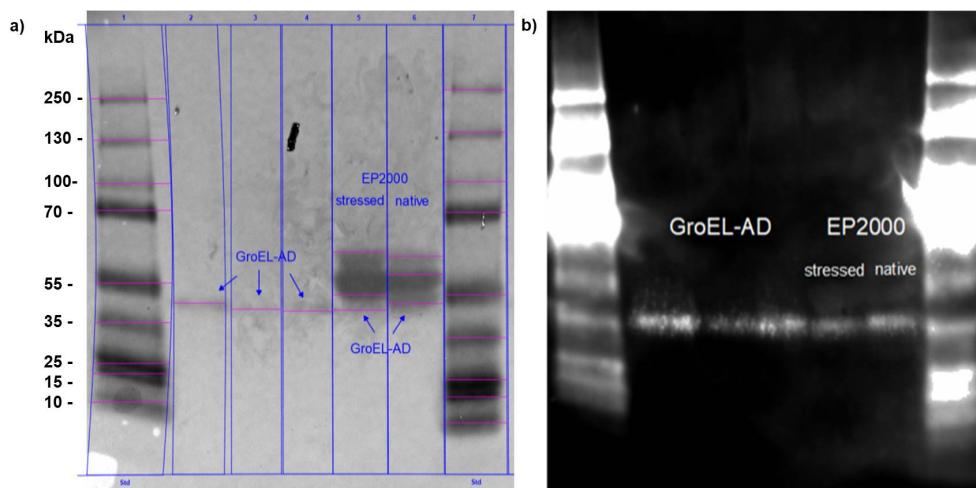 a)
kDa
250 -
130 -
100-
70 -
55 -
35 -
25 -
15 -
10 -
1 2 3 4 5 6 7
EP2000
stressed native
GroEL-AD
GroEL-AD
Std Std
b)
GroEL-AD EP2000
stressed native